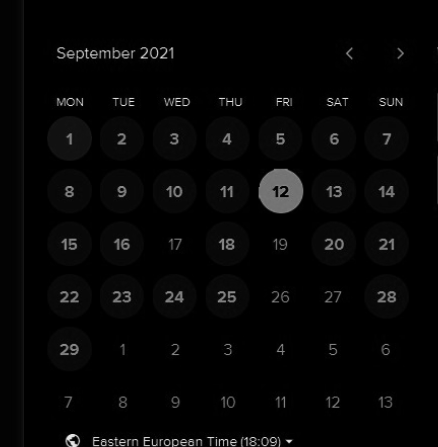 September 2021
MON TUE WED THU FRI SAT SUN
1 2 3 4 5 6 7
8 9 10 11 12 13 14
15 16 17 18 19 20 21
22 23 24 25 26 27 28
29 1 2 3 4 5 6
7 8 9 10 11 12 13
Eastern European Time (18:09)